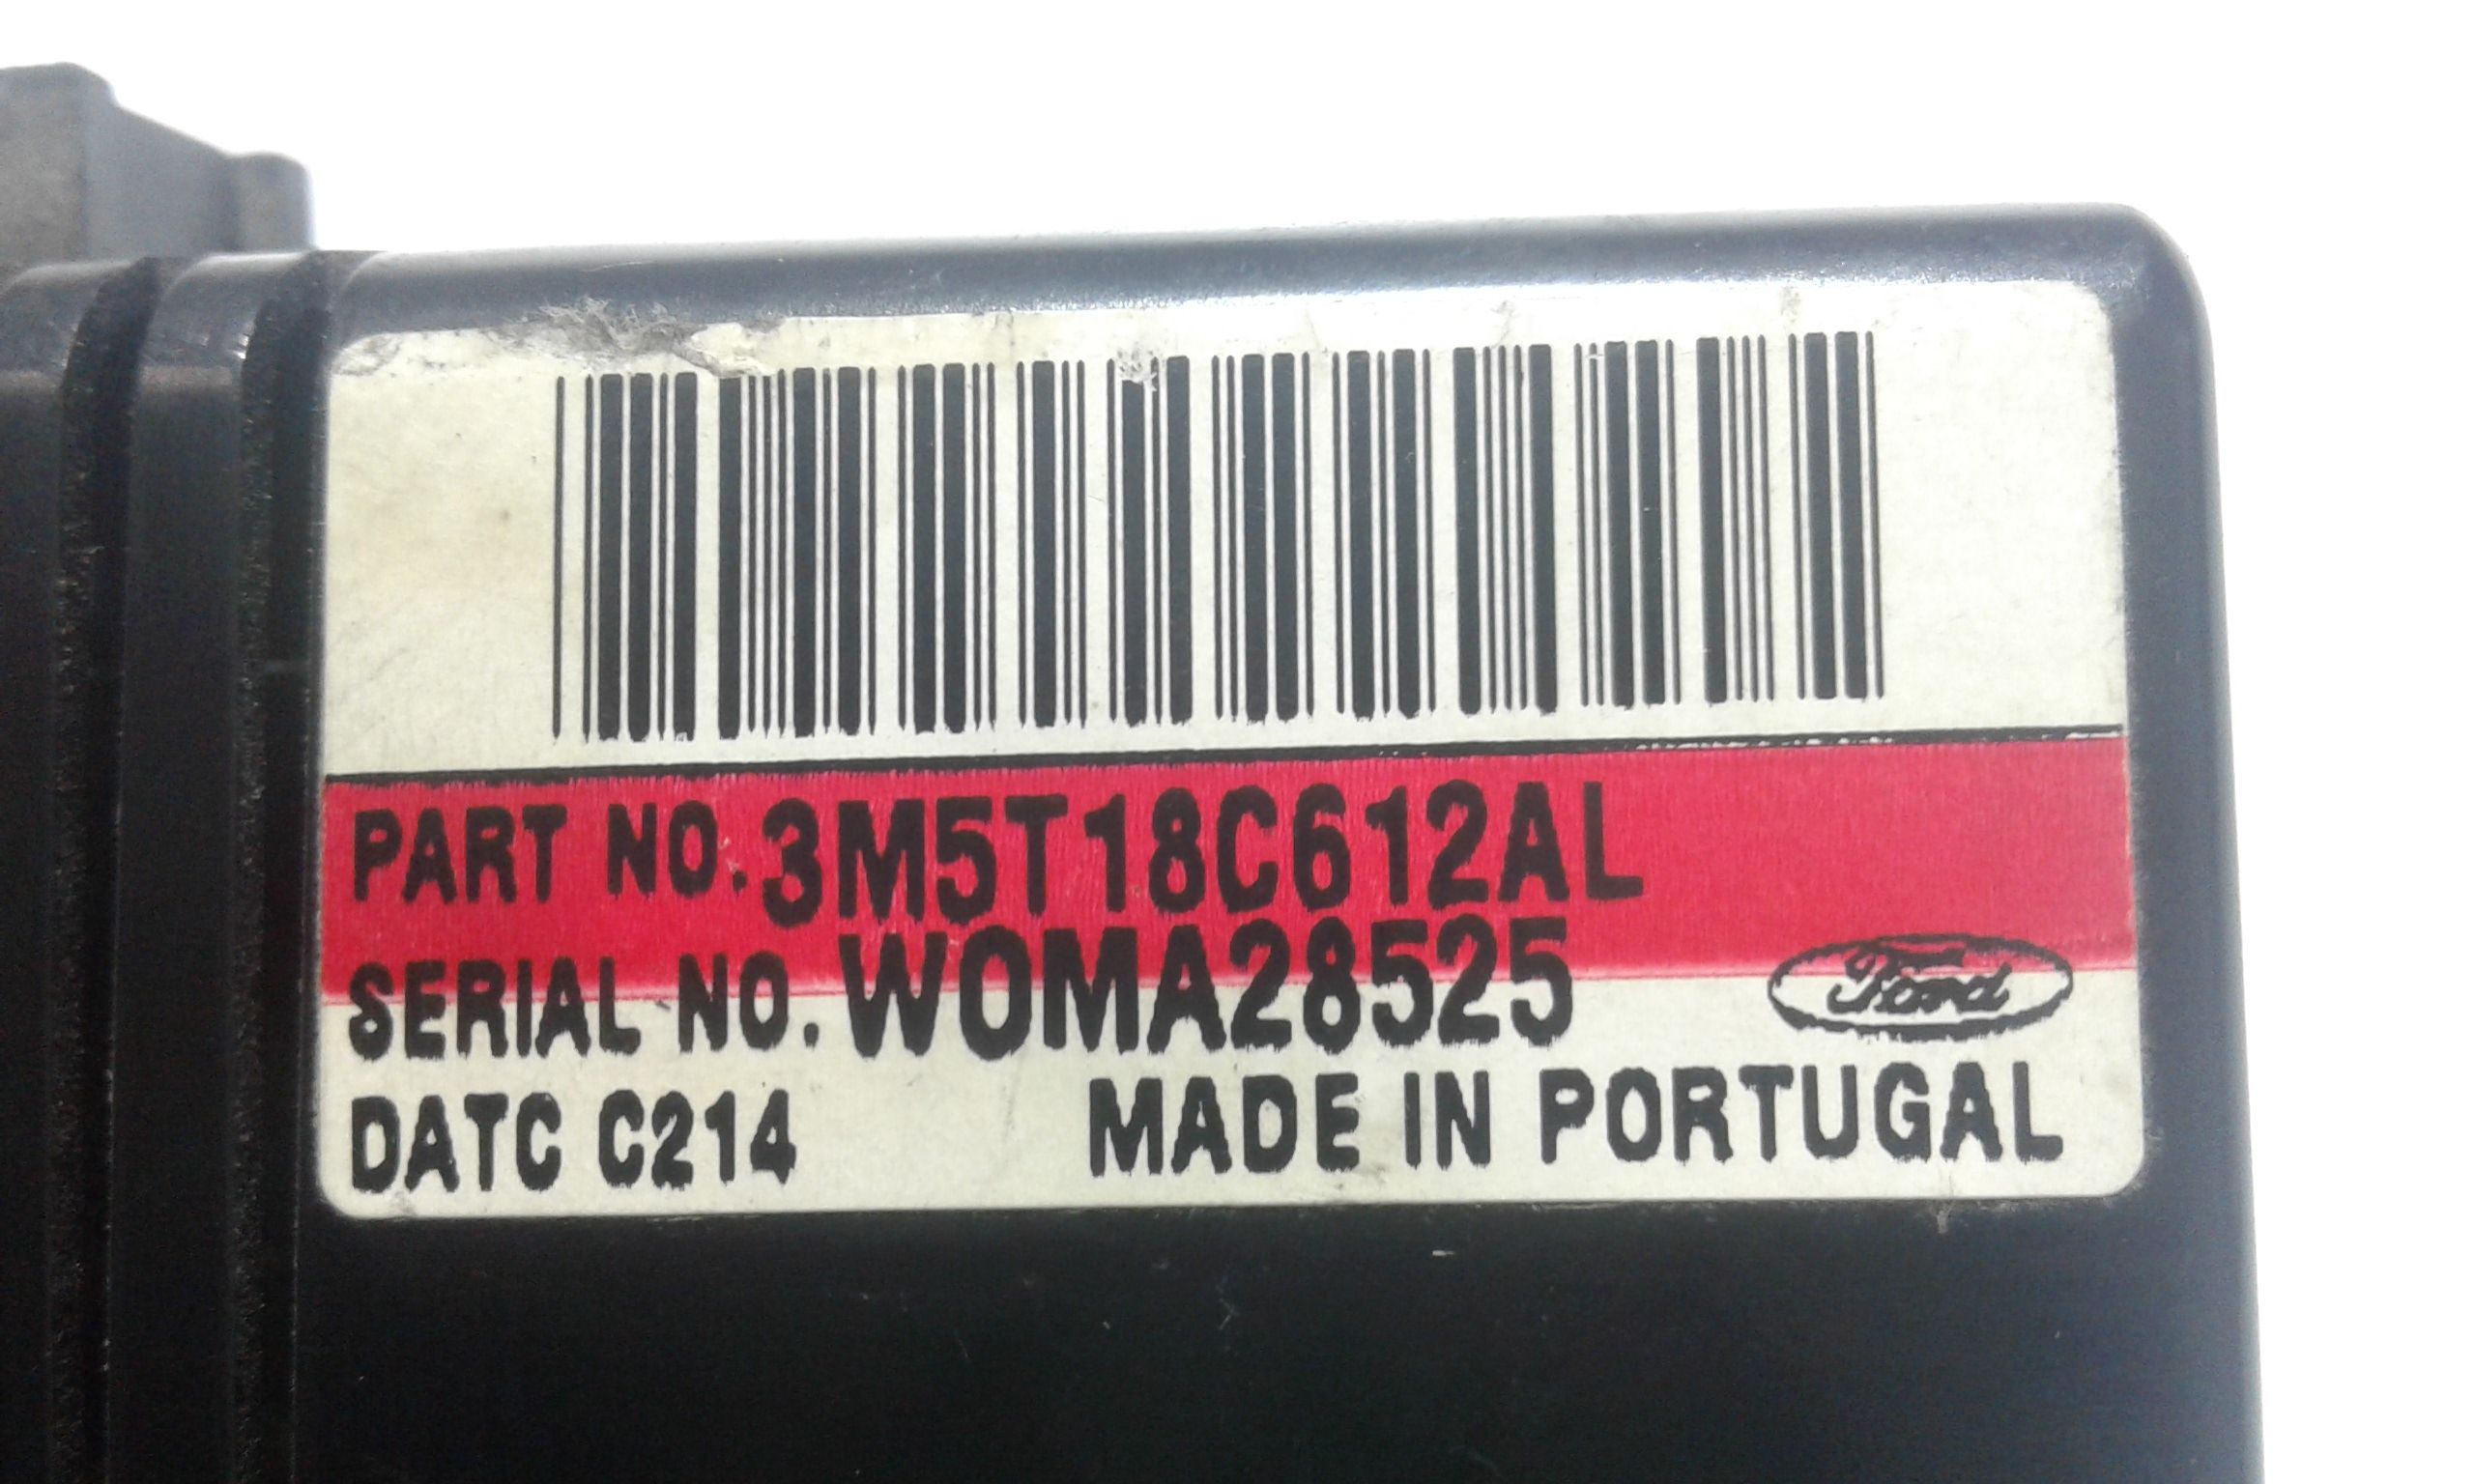 PART NO.3M5T18C612AL
SERIAL NO.WOMA28525
Ford
DATC C214 MADE IN PORTUGAL